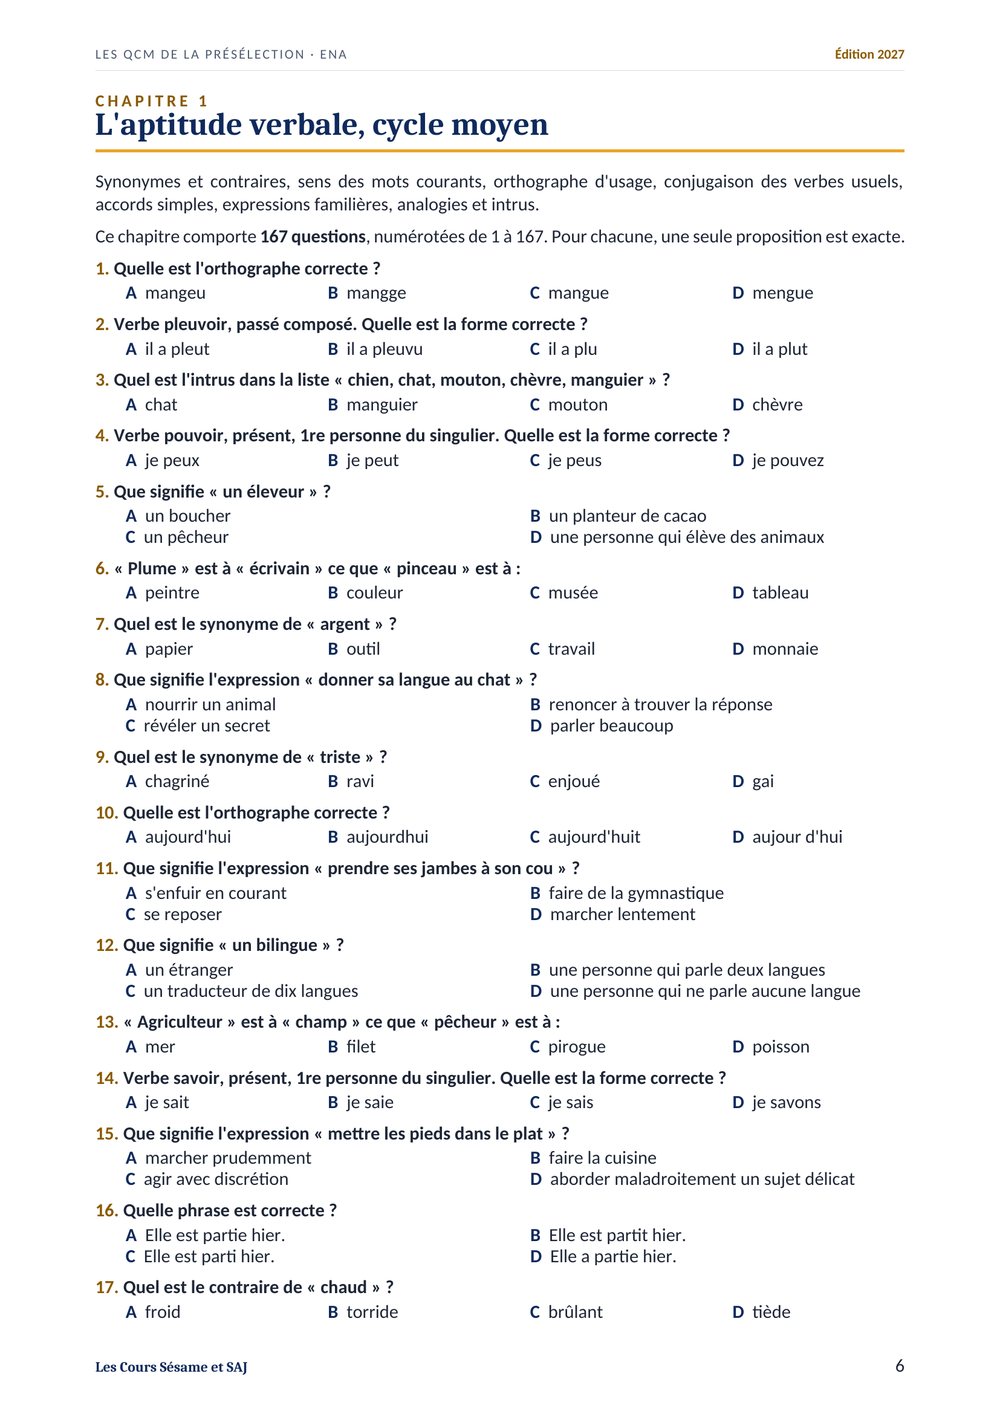 LES QCM DE LA PRÉSÉLECTION · ENA
Édition 2027
CHAPITRE 1
L'aptitude verbale, cycle moyen
Synonymes et contraires, sens des mots courants, orthographe d'usage, conjugaison des verbes usuels,
accords simples, expressions familières, analogies et intrus.
Ce chapitre comporte 167 questions, numérotées de 1 à 167. Pour chacune, une seule proposition est exacte.
1. Quelle est l'orthographe correcte ?
A mangeu B mangge C mangue D mengue
2. Verbe pleuvoir, passé composé. Quelle est la forme correcte ?
A il a pleut B il a pleuvu C il a plu D il a plut
3. Quel est l'intrus dans la liste « chien, chat, mouton, chèvre, manguier » ?
A chat B manguier C mouton D chèvre
4. Verbe pouvoir, présent, 1re personne du singulier. Quelle est la forme correcte ?
A je peux B je peut C je peus D je pouvez
5. Que signifie « un éleveur » ?
A un boucher B un planteur de cacao
C un pêcheur D une personne qui élève des animaux
6. « Plume » est à « écrivain » ce que « pinceau » est à :
A peintre B couleur C musée D tableau
7. Quel est le synonyme de « argent » ?
A papier B outil C travail D monnaie
8. Que signifie l'expression « donner sa langue au chat » ?
A nourrir un animal B renoncer à trouver la réponse
C révéler un secret D parler beaucoup
9. Quel est le synonyme de « triste » ?
A chagriné B ravi C enjoué D gai
10. Quelle est l'orthographe correcte ?
A aujourd'hui B aujourdhui C aujourd'huit D aujour d'hui
11. Que signifie l'expression « prendre ses jambes à son cou » ?
A s'enfuir en courant B faire de la gymnastique
C se reposer D marcher lentement
12. Que signifie « un bilingue » ?
A un étranger B une personne qui parle deux langues
C un traducteur de dix langues D une personne qui ne parle aucune langue
13. « Agriculteur » est à « champ » ce que « pêcheur » est à :
A mer B filet C pirogue D poisson
14. Verbe savoir, présent, 1re personne du singulier. Quelle est la forme correcte ?
A je sait B je saie C je sais D je savons
15. Que signifie l'expression « mettre les pieds dans le plat » ?
A marcher prudemment B faire la cuisine
C agir avec discrétion D aborder maladroitement un sujet délicat
16. Quelle phrase est correcte ?
A Elle est partie hier. B Elle est partit hier.
C Elle est parti hier. D Elle a partie hier.
17. Quel est le contraire de « chaud » ?
A froid B torride C brûlant D tiède
Les Cours Sésame et SAJ
6